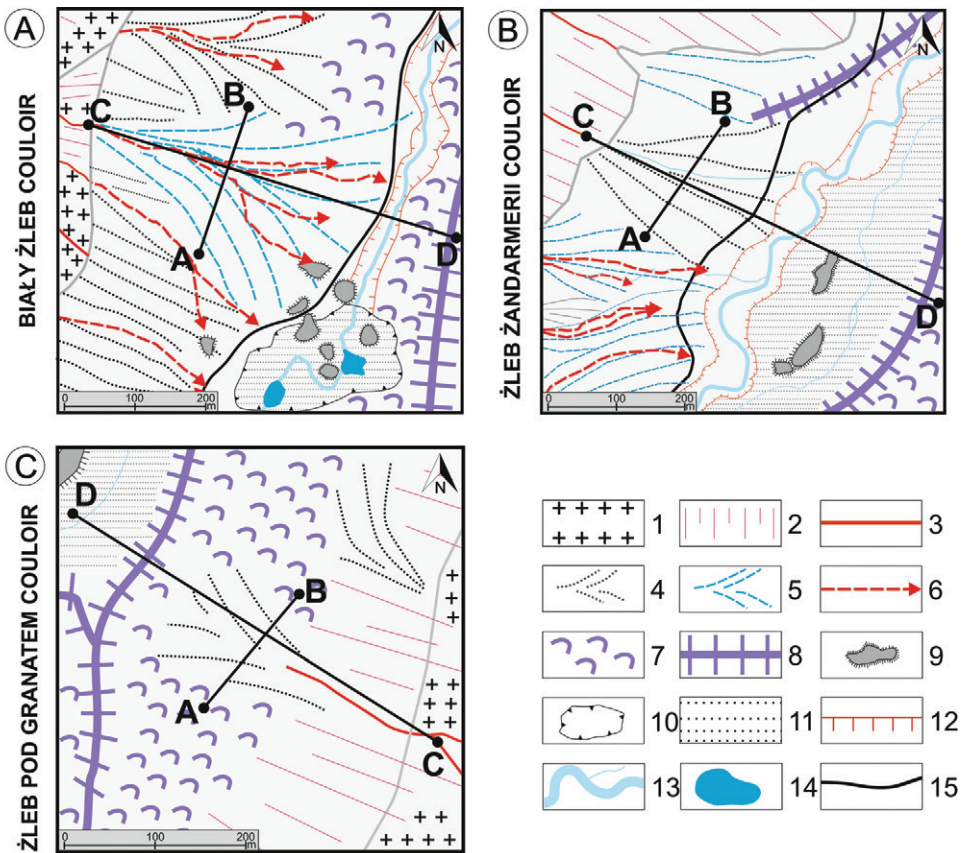 A
BIAŁY ŻLEB COULOIR
N
C
B
A
D
0 100 200
m
B
ŻLEB ŻANDARMERII COULOIR
N
C
B
A
D
0 100 200
m
C
ŻLEB POD GRANATEM COULOIR
N
D
B
A
C
0 100 200
m
1 2 3
4 5 6
7 8 9
10 11 12
13 14 15